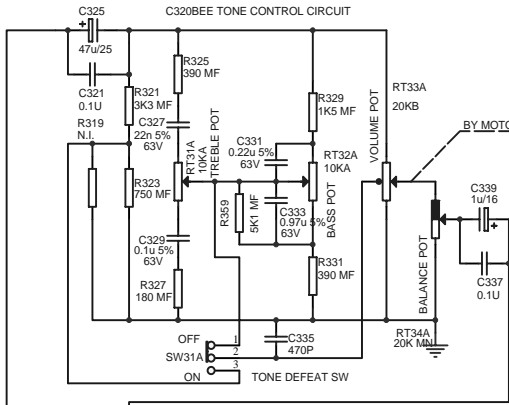 C325
C320BEE TONE CONTROL CIRCUIT
+
47u/25
C321
0.1U
R319
N.I.
R321
3K3 MF
R325
390 MF
C327
22n 5%
63V
RT31A
10KA
TREBLE POT
R323
750 MF
C329
0.1u 5%
63V
R327
180 MF
R359
5K1 MF
C331
0.22u 5%
63V
C333
0.97u 5%
63V
R329
1K5 MF
RT32A
10KA
BASS POT
R331
390 MF
VOLUME POT
RT33A
20KB
BY MOTO
C339
1u/16
+
C337
0.1U
BALANCE POT
RT34A
20K MN
C335
470P
OFF 1
SW31A 2
3
ON
TONE DEFEAT SW